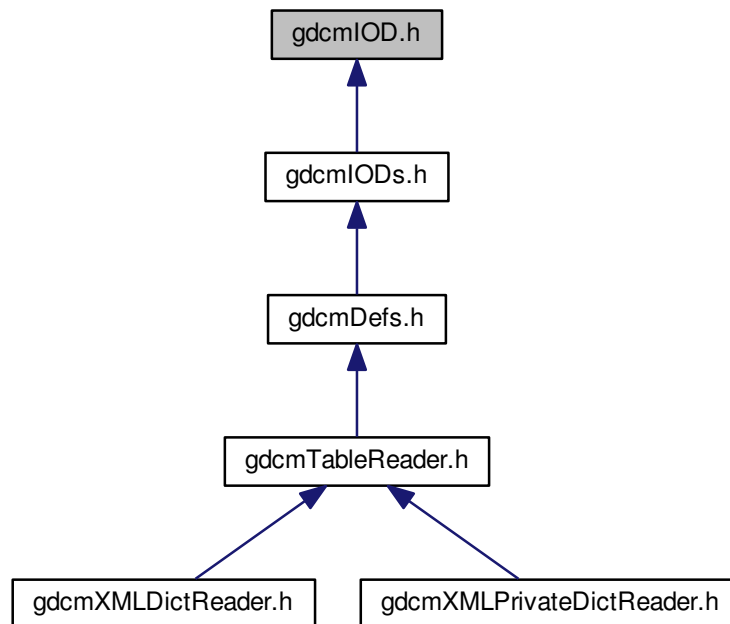 gdcmIOD.h
gdcmIODs.h
gdcmDefs.h
gdcmTableReader.h
gdcmXMLDictReader.h
gdcmXMLPrivateDictReader.h